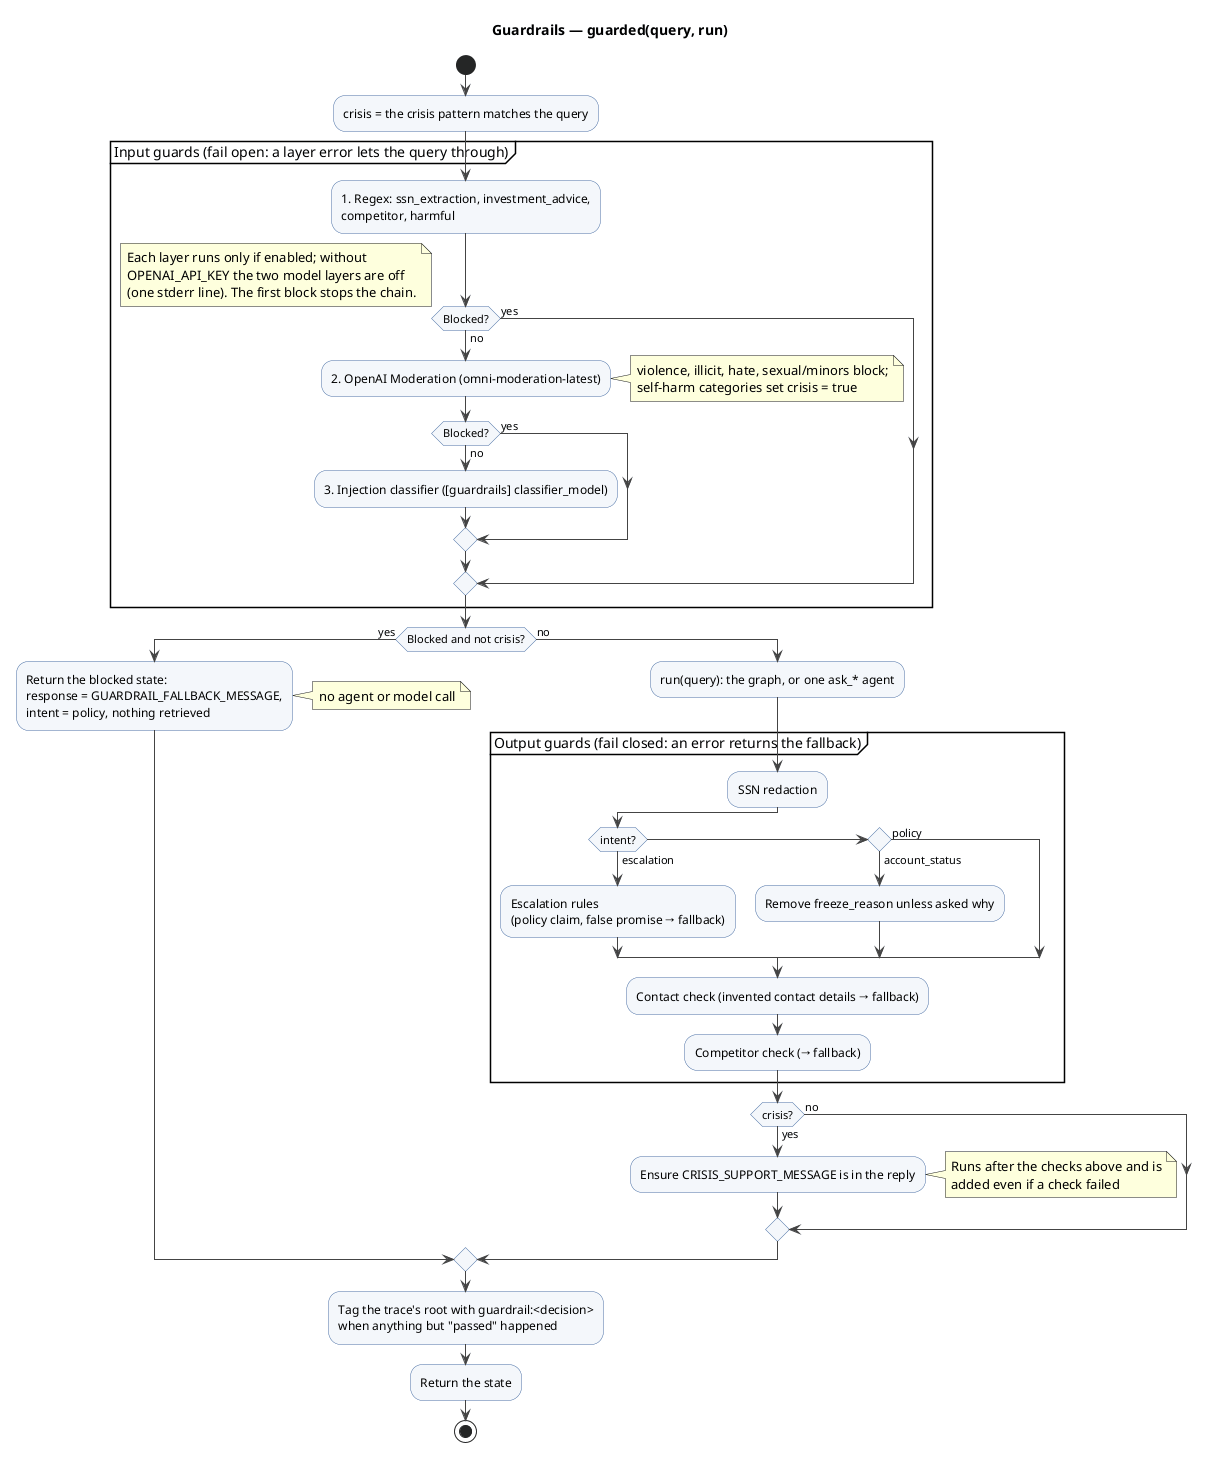 Guardrails — guarded(query, run)
crisis = the crisis pattern matches the query
Input guards (fail open: a layer error lets the query through)
1. Regex: ssn_extraction, investment_advice,
competitor, harmful
Each layer runs only if enabled; without
OPENAI_API_KEY the two model layers are off
(one stderr line). The first block stops the chain.
Blocked?
yes
no
2. OpenAI Moderation (omni-moderation-latest)
violence, illicit, hate, sexual/minors block;
self-harm categories set crisis = true
Blocked?
yes
no
3. Injection classifier ([guardrails] classifier_model)
Blocked and not crisis?
yes
no
Return the blocked state:
response = GUARDRAIL_FALLBACK_MESSAGE,
intent = policy, nothing retrieved
no agent or model call
run(query): the graph, or one ask_* agent
Output guards (fail closed: an error returns the fallback)
SSN redaction
intent?
escalation
policy
account_status
Escalation rules
(policy claim, false promise → fallback)
Remove freeze_reason unless asked why
Contact check (invented contact details → fallback)
Competitor check (→ fallback)
crisis?
no
yes
Ensure CRISIS_SUPPORT_MESSAGE is in the reply
Runs after the checks above and is
added even if a check failed
Tag the trace's root with guardrail:<decision>
when anything but "passed" happened
Return the state